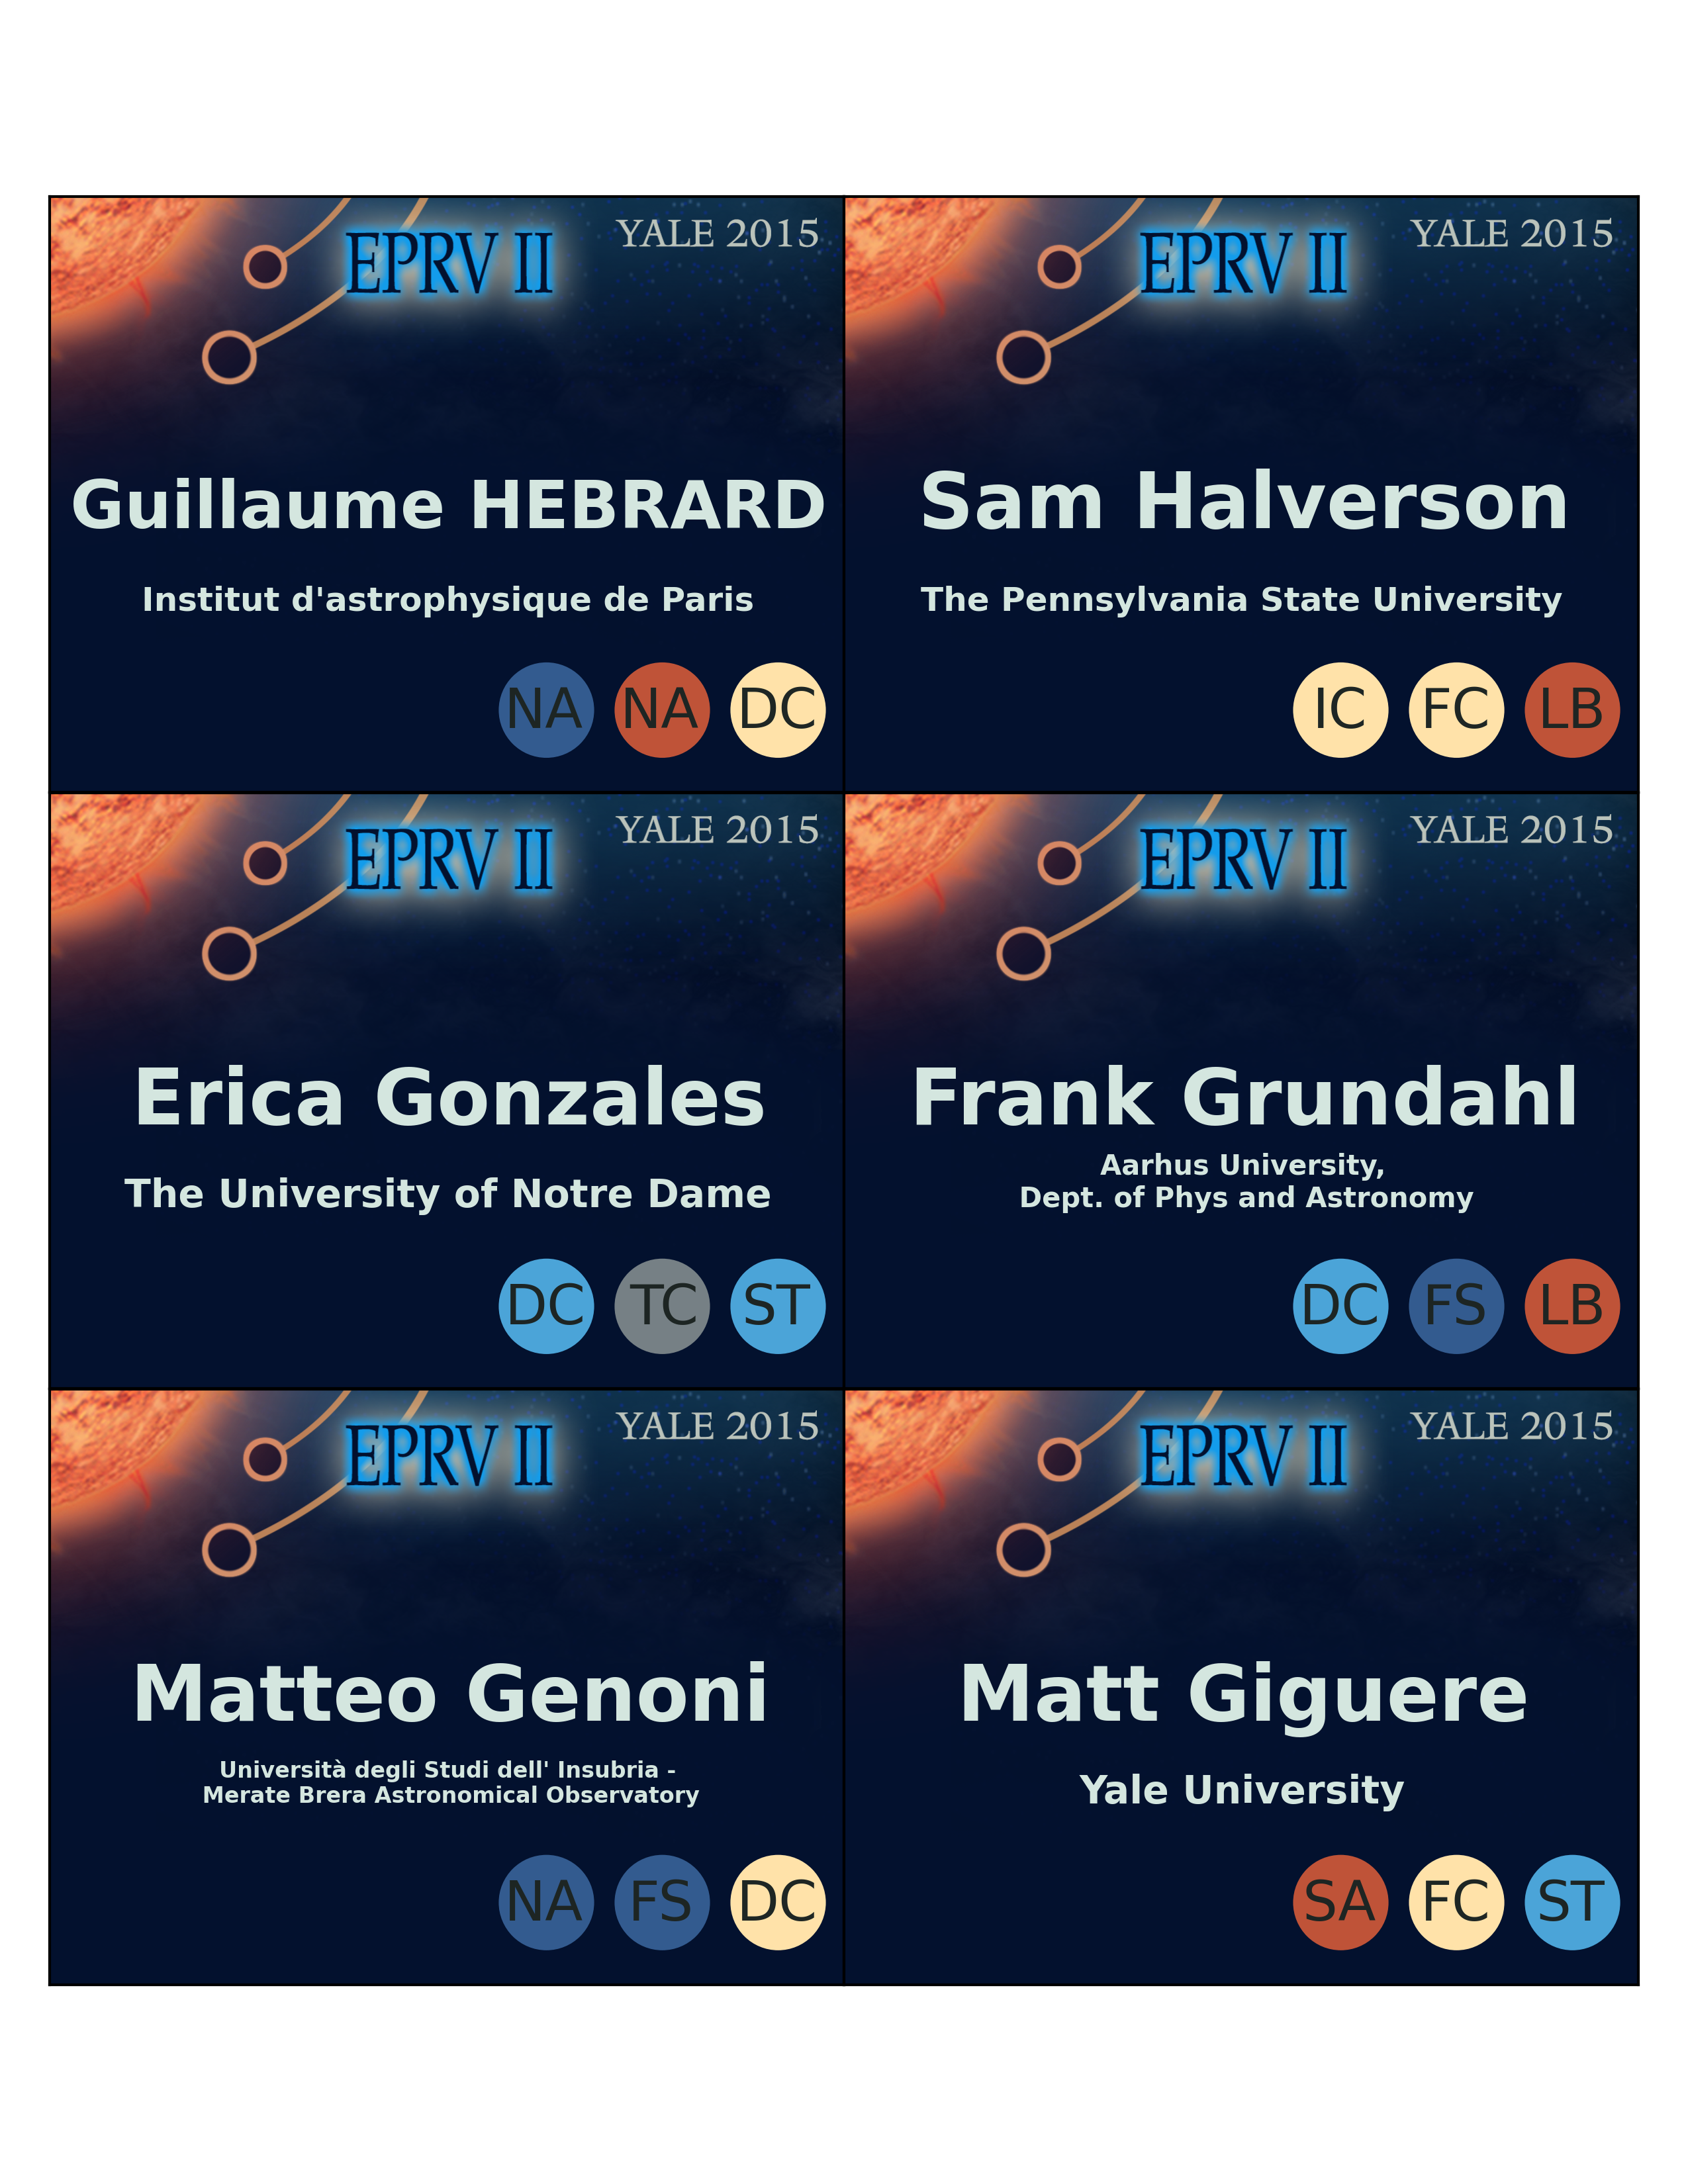 EPRV II
YALE 2015
Guillaume HEBRARD
Institut d'astrophysique de Paris
NA NA DC
EPRV II
YALE 2015
Sam Halverson
The Pennsylvania State University
IC FC LB
EPRV II
YALE 2015
Erica Gonzales
The University of Notre Dame
DC TC ST
EPRV II
YALE 2015
Frank Grundahl
Aarhus University,
Dept. of Phys and Astronomy
DC FS LB
EPRV II
YALE 2015
Matteo Genoni
Università degli Studi dell' Insubria -
Merate Brera Astronomical Observatory
NA FS DC
EPRV II
YALE 2015
Matt Giguere
Yale University
SA FC ST